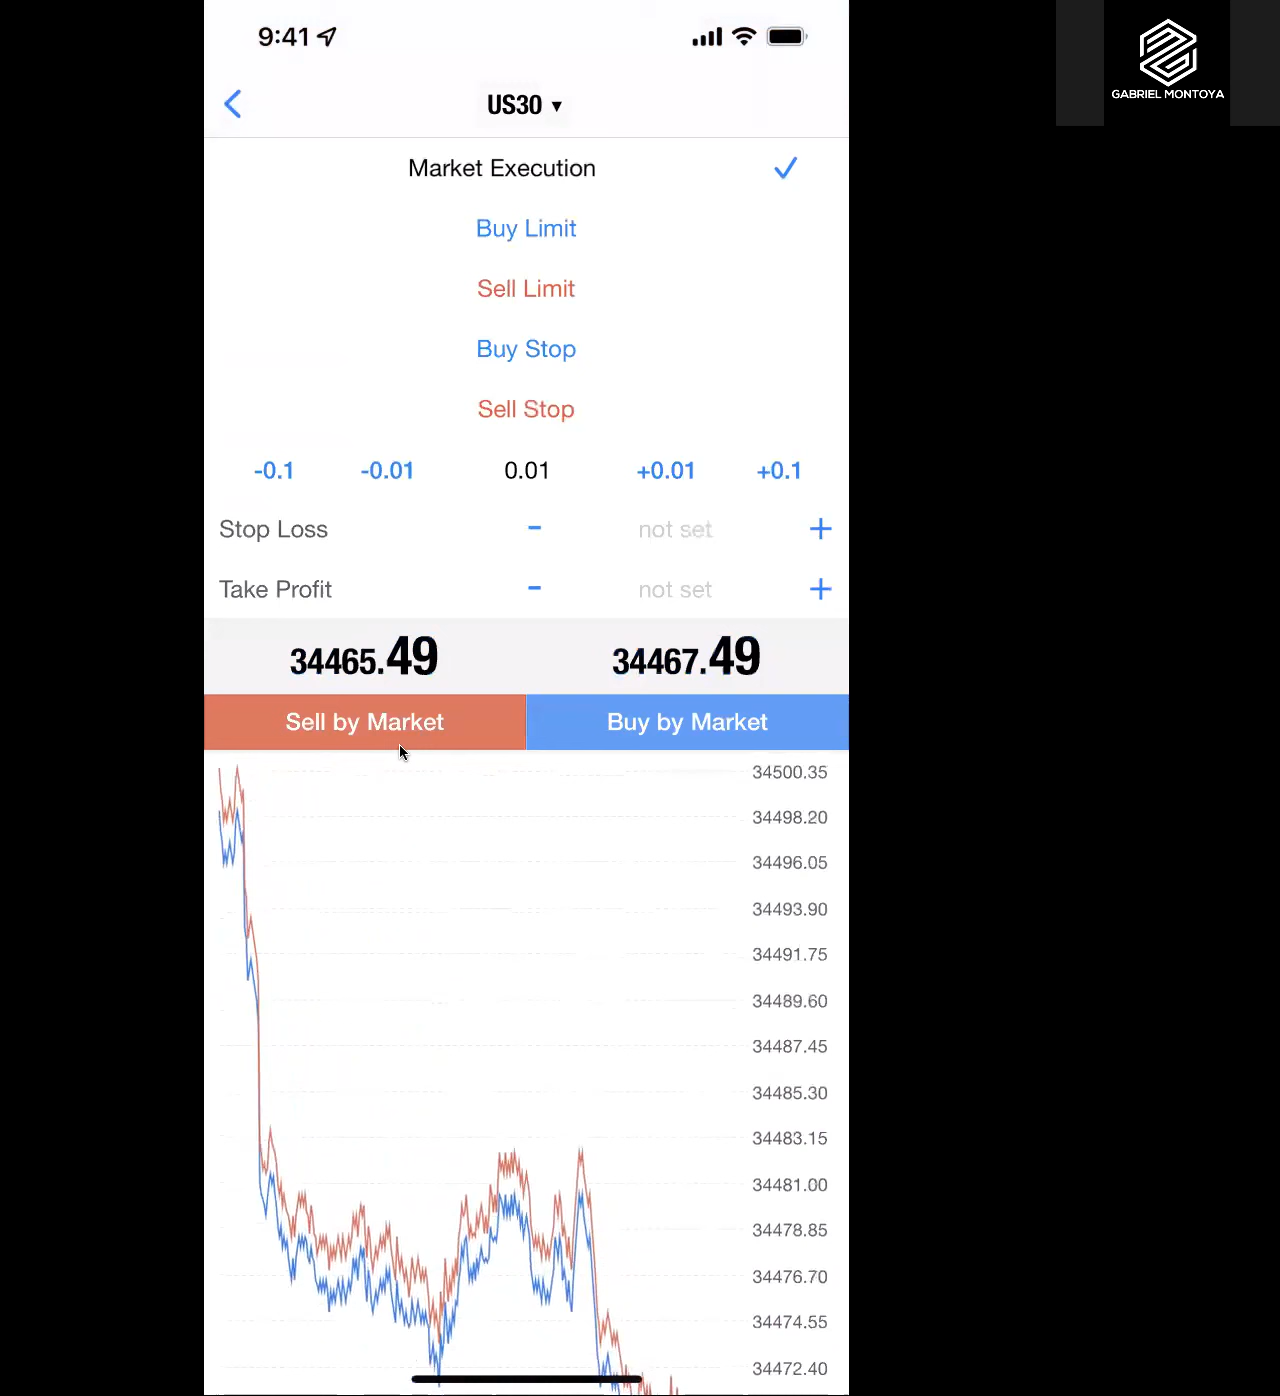 9:41
GABRIEL MONTOYA
US30 ▼
Market Execution
Buy Limit
Sell Limit
Buy Stop
Sell Stop
-0.1 -0.01 0.01 +0.01 +0.1
Stop Loss - not set +
Take Profit - not set +
34465.49 34467.49
Sell by Market Buy by Market
34500.35
34498.20
34496.05
34493.90
34491.75
34489.60
34487.45
34485.30
34483.15
34481.00
34478.85
34476.70
34474.55
34472.40